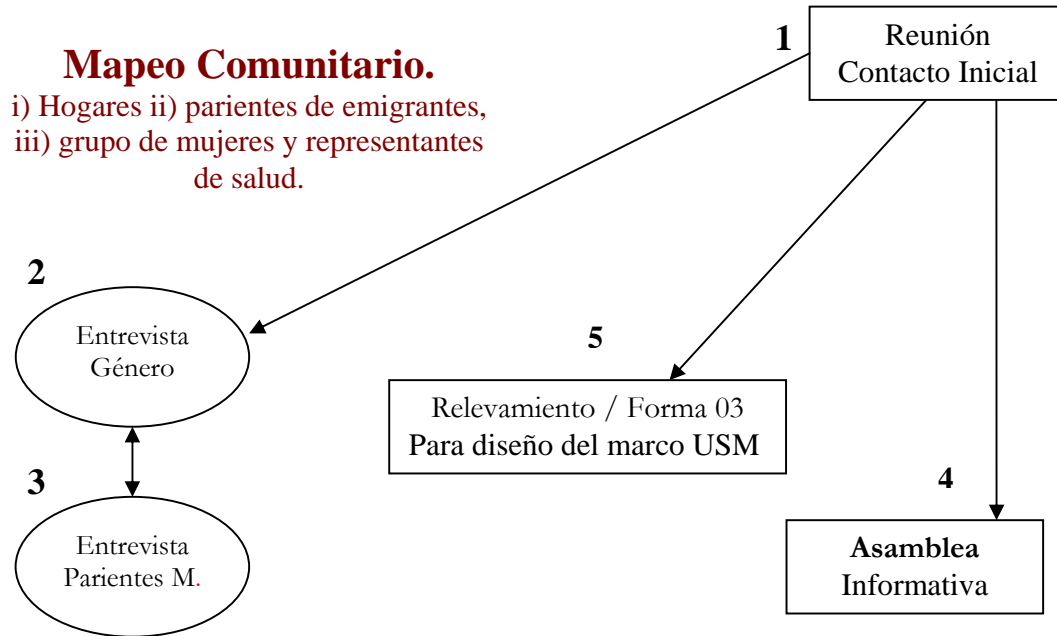 1
Reunión
Contacto Inicial
Mapeo Comunitario.
i) Hogares ii) parientes de emigrantes,
iii) grupo de mujeres y representantes
de salud.
2
Entrevista
Género
5
Relevamiento / Forma 03
Para diseño del marco USM
3
Entrevista
Parientes M.
4
Asamblea
Informativa